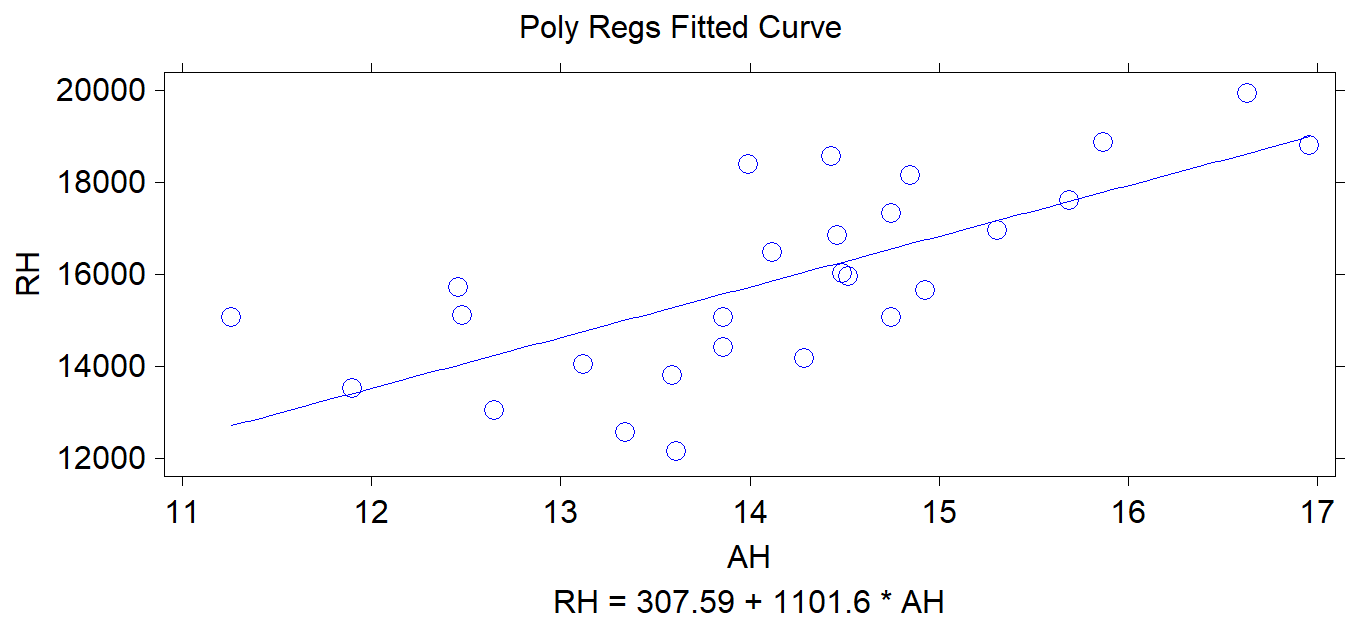 Poly Regs Fitted Curve
20000
18000
16000
14000
12000
RH
11 12 13 14 15 16 17
AH
RH = 307.59 + 1101.6 * AH